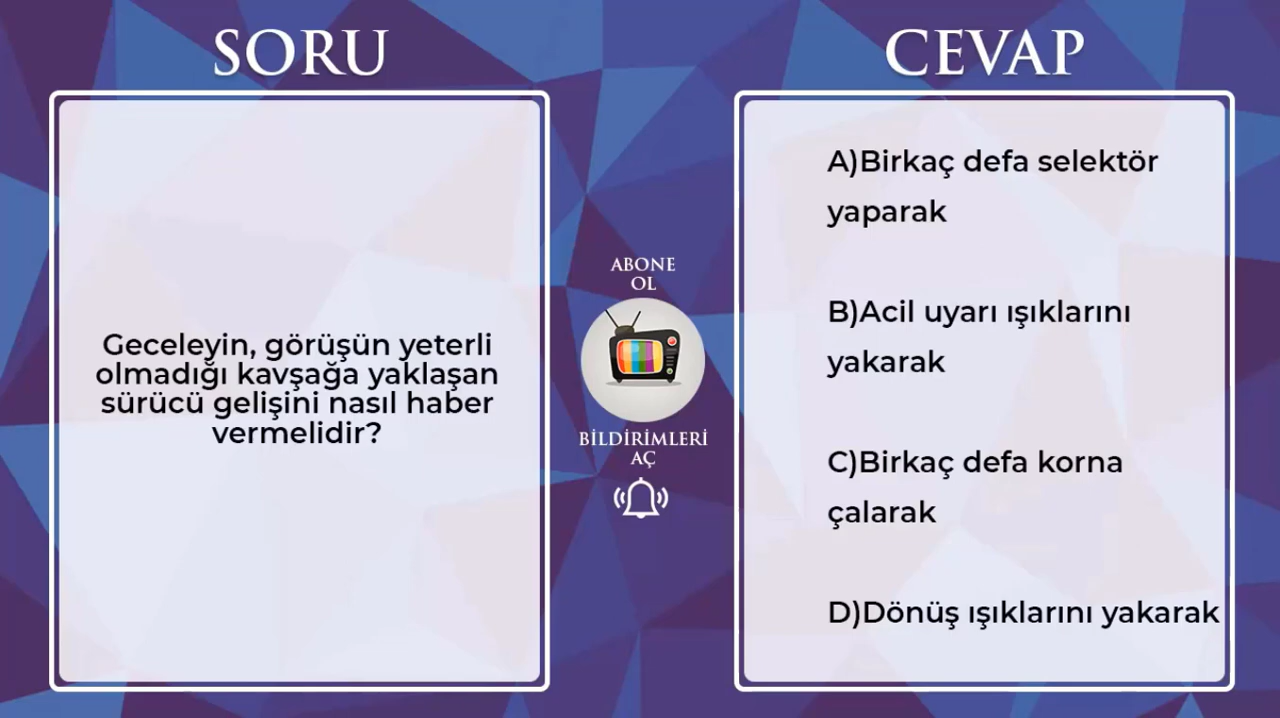 SORU
Geceleyin, görüşün yeterli
olmadığı kavşağa yaklaşan
sürücü gelişini nasıl haber
vermelidir?
ABONE
OL
BİLDİRİMLERİ
AÇ
CEVAP
A)Birkaç defa selektör
yaparak
B)Acil uyarı ışıklarını
yakarak
C)Birkaç defa korna
çalarak
D)Dönüş ışıklarını yakarak